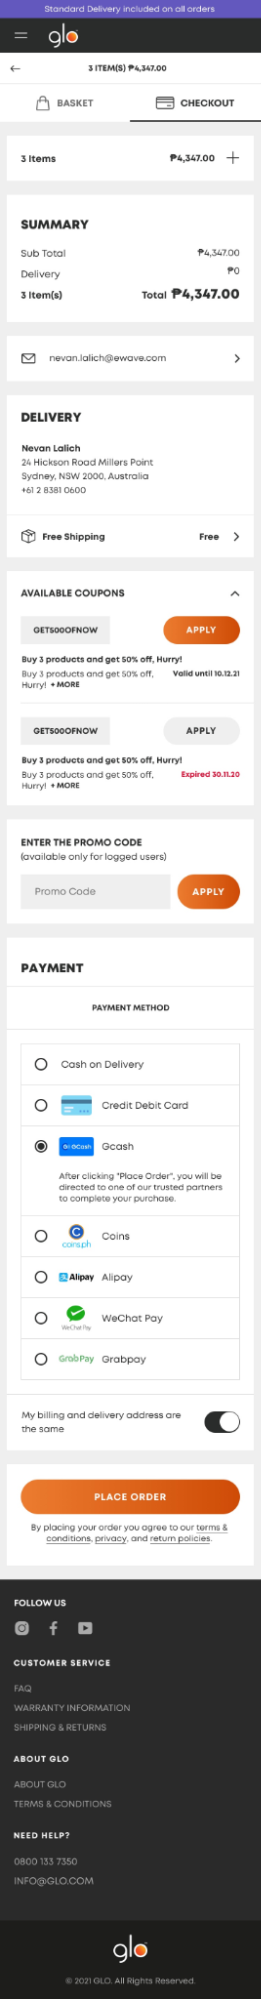 Standard Delivery included on all orders
glo
3 ITEM(S) ₱4,347.00
BASKET
CHECKOUT
3 Items ₱4,347.00
SUMMARY
Sub Total ₱4,347.00
Delivery ₱0
3 Item(s) Total ₱4,347.00
nevan.lalich@ewave.com
DELIVERY
Nevan Lalich
24 Hickson Road Millers Point
Sydney, NSW 2000, Australia
+61 2 8381 0600
Free Shipping Free
AVAILABLE COUPONS
GET50OOFNOW APPLY
Buy 3 products and get 50% off, Hurry!
Buy 3 products and get 50% off, Valid until 10.12.21
Hurry! + MORE
GET50OOFNOW APPLY
Buy 3 products and get 50% off, Hurry!
Buy 3 products and get 50% off, Expired 30.11.20
Hurry! + MORE
ENTER THE PROMO CODE
(available only for logged users)
Promo Code APPLY
PAYMENT
PAYMENT METHOD
Cash on Delivery
Credit Debit Card
GCash Gcash
After clicking "Place Order", you will be
directed to one of our trusted partners
to complete your purchase.
coins.ph Coins
Alipay Alipay
WeChat Pay WeChat Pay
GrabPay Grabpay
My billing and delivery address are
the same
PLACE ORDER
By placing your order you agree to our terms &
conditions, privacy, and return policies.
FOLLOW US
CUSTOMER SERVICE
FAQ
WARRANTY INFORMATION
SHIPPING & RETURNS
ABOUT GLO
ABOUT GLO
TERMS & CONDITIONS
NEED HELP?
0800 133 7350
INFO@GLO.COM
glo
© 2021 GLO. All Rights Reserved.